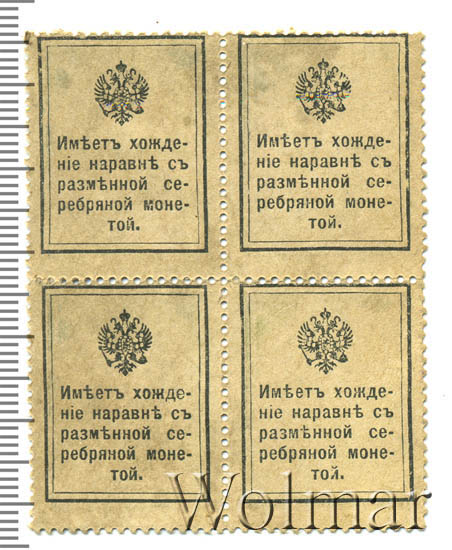 Имѣетъ хожде-
ніе наравнѣ съ
размѣнной се-
ребряной моне-
той.
Имѣетъ хожде-
ніе наравнѣ съ
размѣнной се-
ребряной моне-
той.
Имѣетъ хожде-
ніе наравнѣ съ
размѣнной се-
ребряной моне-
той.
Имѣетъ хожде-
ніе наравнѣ съ
размѣнной се-
ребряной моне-
той.
Wolmar